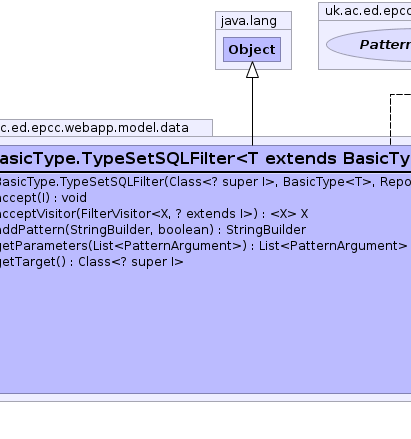 java.lang
uk.ac.ed.epcc
Object
Pattern
c.ed.epcc.webapp.model.data
asicType.TypeSetSQLFilter<T extends BasicTy
BasicType.TypeSetSQLFilter(Class<? super I>, BasicType<T>, Repo
accept(I) : void
acceptVisitor(FilterVisitor<X, ? extends I>) : <X> X
addPattern(StringBuilder, boolean) : StringBuilder
getParameters(List<PatternArgument>) : List<PatternArgument>
getTarget() : Class<? super I>